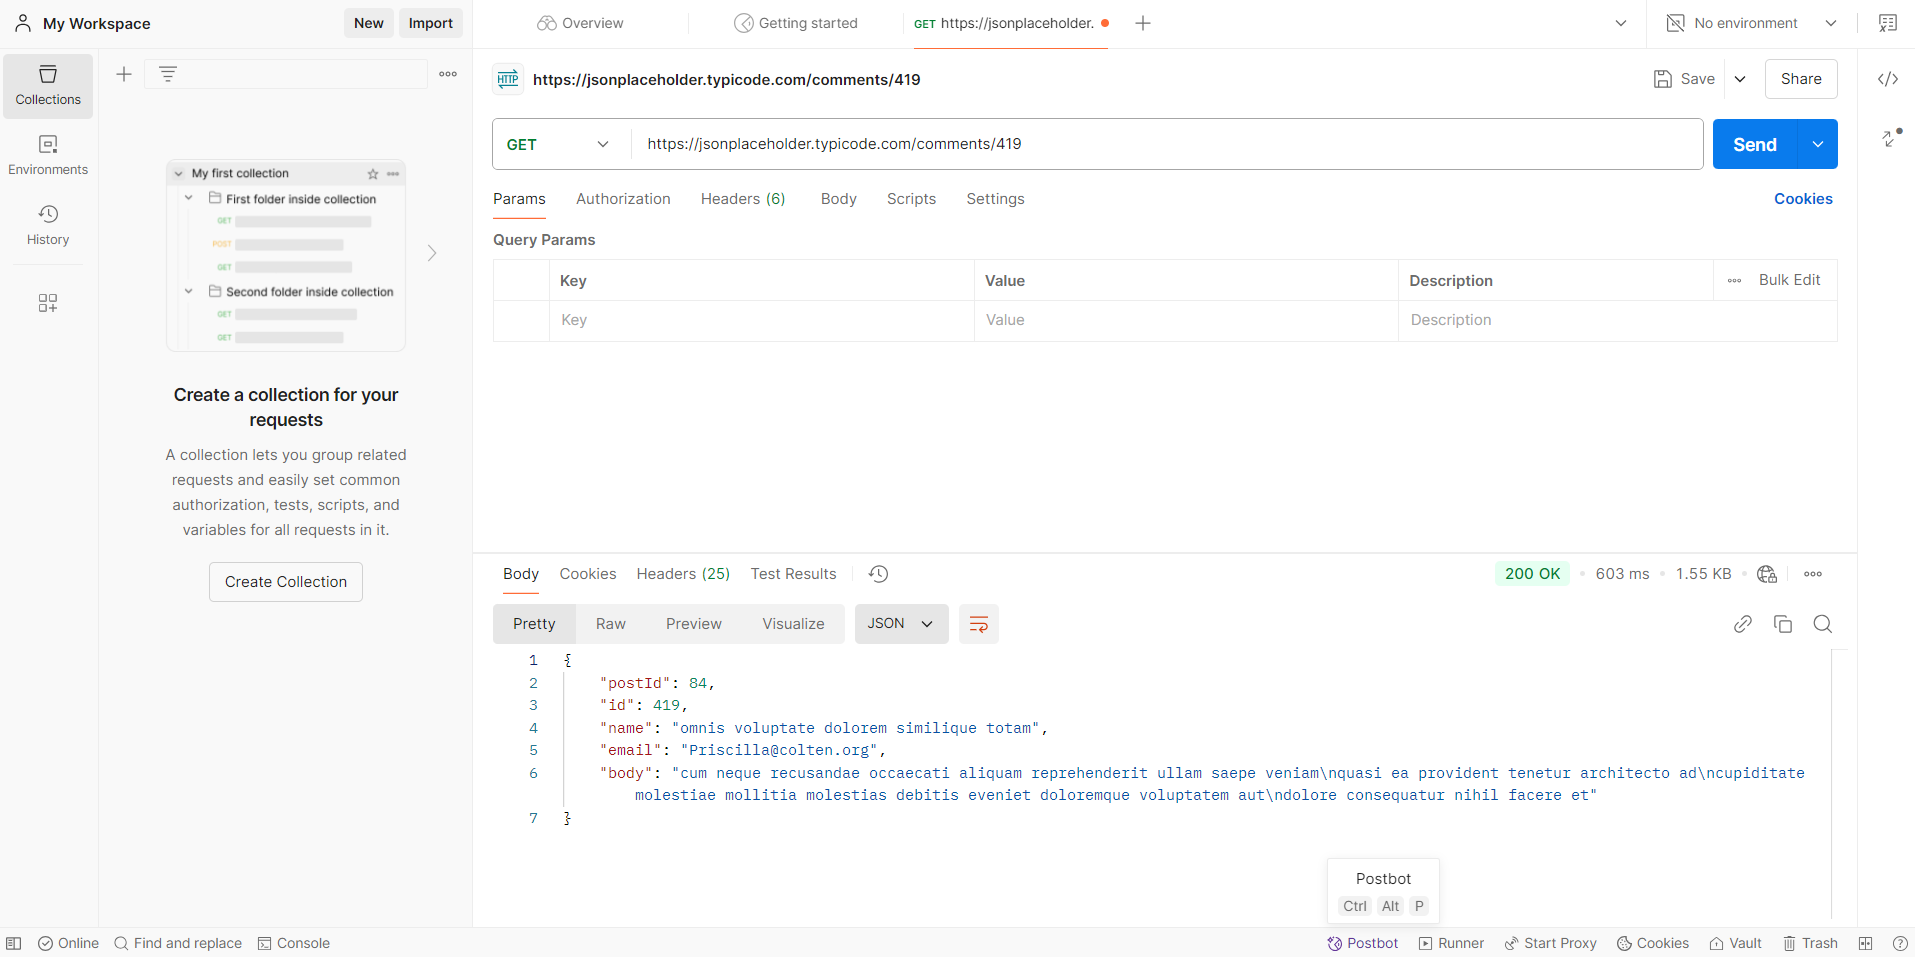 My Workspace
New
Import
Overview
Getting started
GET https://jsonplaceholder.
No environment
Collections
Environments
History
My first collection
First folder inside collection
GET
POST
GET
Second folder inside collection
GET
GET
Create a collection for your
requests
A collection lets you group related
requests and easily set common
authorization, tests, scripts, and
variables for all requests in it.
Create Collection
HTTP
https://jsonplaceholder.typicode.com/comments/419
Save
Share
GET
https://jsonplaceholder.typicode.com/comments/419
Send
Params
Authorization
Headers (6)
Body
Scripts
Settings
Cookies
Query Params
Key
Value
Description
Bulk Edit
Key
Value
Description
Body
Cookies
Headers (25)
Test Results
200 OK
603 ms
1.55 KB
Pretty
Raw
Preview
Visualize
JSON
1 {
2 "postId": 84,
3 "id": 419,
4 "name": "omnis voluptate dolorem similique totam",
5 "email": "Priscilla@colten.org",
6 "body": "cum neque recusandae occaecati aliquam reprehenderit ullam saepe veniam\nquasi ea provident tenetur architecto ad\ncupiditate
molestiae mollitia molestias debitis eveniet doloremque voluptatem aut\ndolore consequatur nihil facere et"
7 }
Postbot
Ctrl Alt P
Online
Find and replace
Console
Postbot
Runner
Start Proxy
Cookies
Vault
Trash